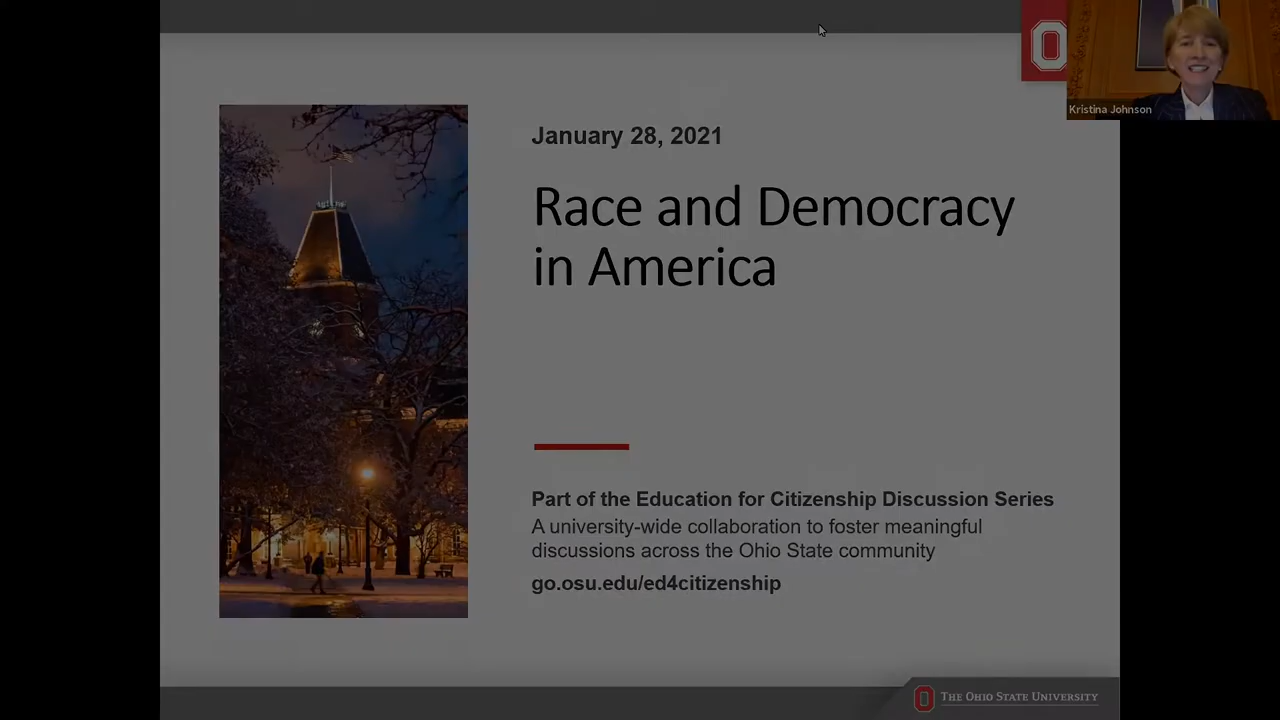 Kristina Johnson
January 28, 2021
Race and Democracy
in America
Part of the Education for Citizenship Discussion Series
A university-wide collaboration to foster meaningful
discussions across the Ohio State community
go.osu.edu/ed4citizenship
THE OHIO STATE UNIVERSITY